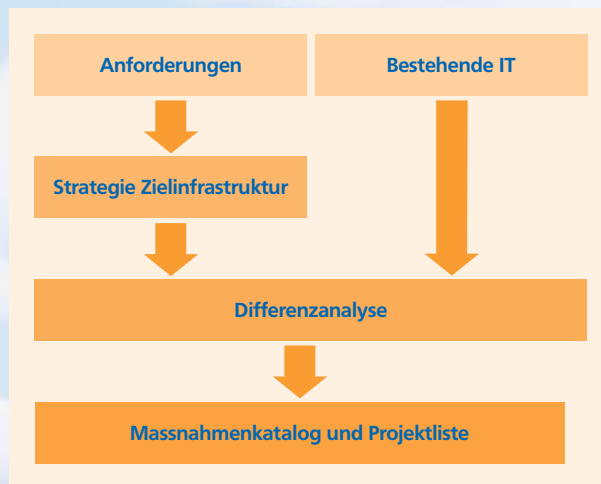 Anforderungen
Bestehende IT
Strategie Zielinfrastruktur
Differenzanalyse
Massnahmenkatalog und Projektliste